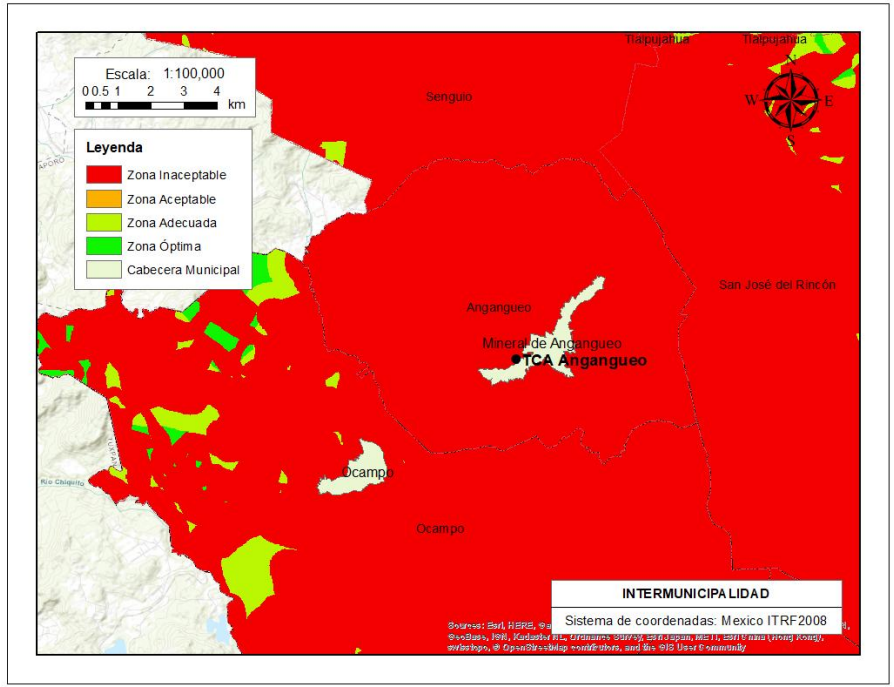 Tlalpujahua
Tlalpujahua
Escala: 1:100,000
0 0.5 1 2 3 4
km
N
W E
S
Senguio
Leyenda
Zona Inaceptable
Zona Aceptable
Zona Adecuada
Zona Óptima
Cabecera Municipal
APORO
San José del Rincón
Angangueo
Mineral de Angangueo
TCA Angangueo
TUXPAN
Ocampo
Río Chiquito
Ocampo
INTERMUNICIPALIDAD
Sistema de coordenadas: Mexico ITRF2008
Sources: Esri, HERE,
GeoBase, IGN, Kadaster NL, Ordnance Survey, Esri Japan, METI, Esri China (Hong Kong),
swisstopo, © OpenStreetMap contributors, and the GIS User Community